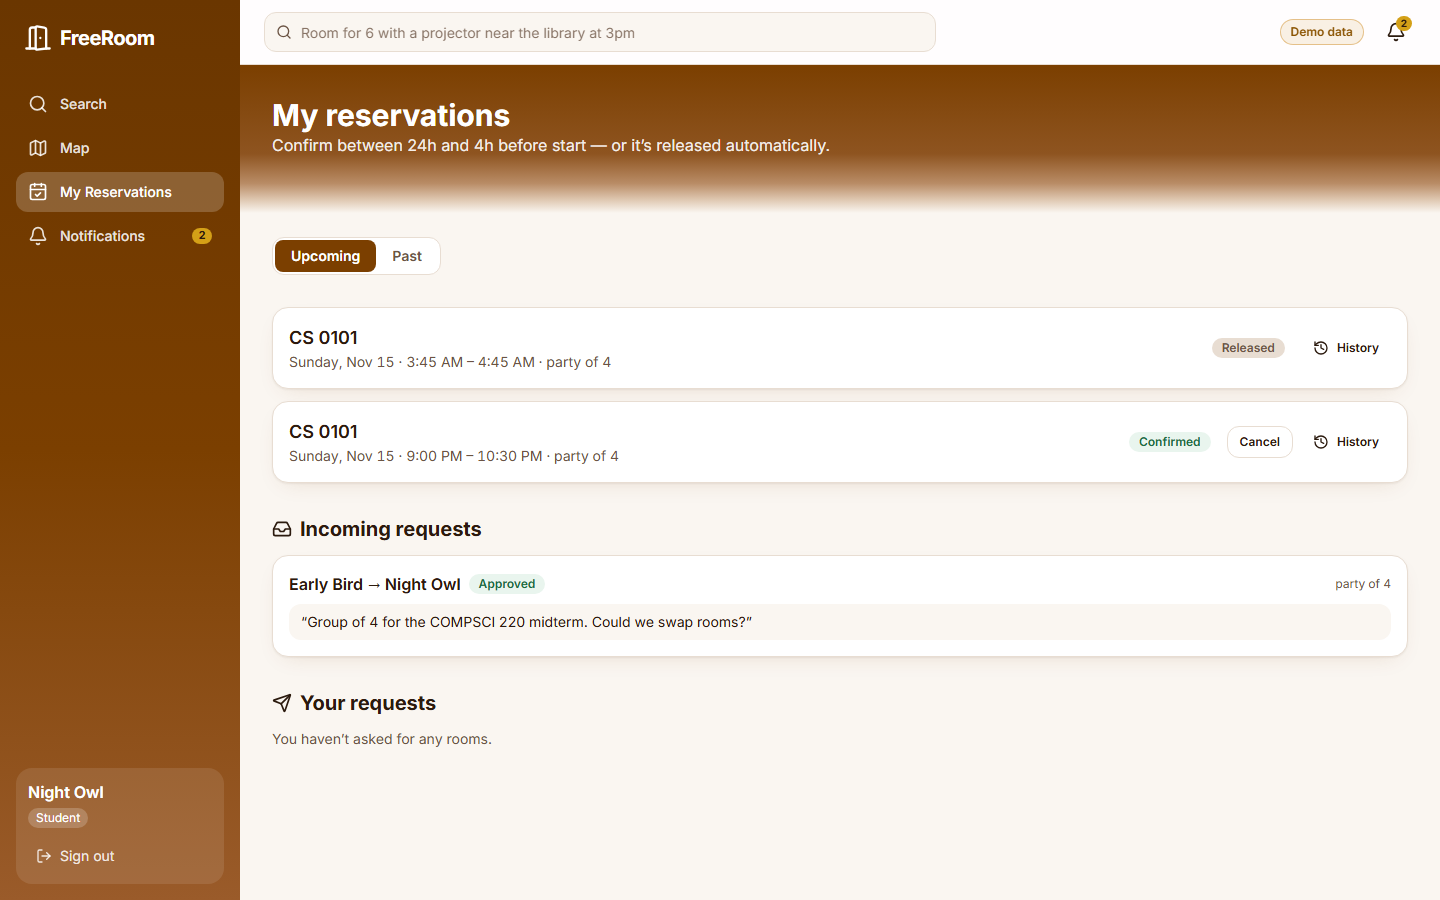 FreeRoom
Search
Map
My Reservations
Notifications 2
Night Owl
Student
Sign out
Room for 6 with a projector near the library at 3pm
Demo data
2
My reservations
Confirm between 24h and 4h before start — or it’s released automatically.
Upcoming Past
CS 0101
Sunday, Nov 15 · 3:45 AM – 4:45 AM · party of 4
Released History
CS 0101
Sunday, Nov 15 · 9:00 PM – 10:30 PM · party of 4
Confirmed Cancel History
Incoming requests
Early Bird → Night Owl Approved party of 4
“Group of 4 for the COMPSCI 220 midterm. Could we swap rooms?”
Your requests
You haven’t asked for any rooms.